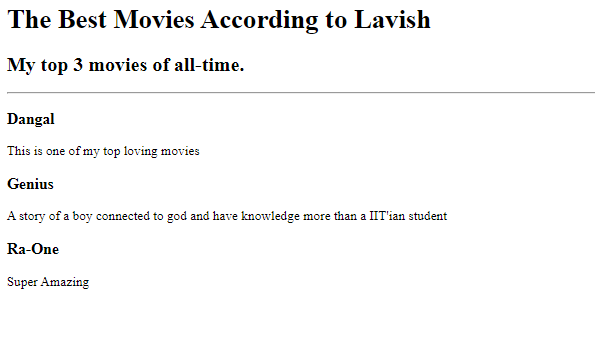 The Best Movies According to Lavish
My top 3 movies of all-time.
Dangal
This is one of my top loving movies
Genius
A story of a boy connected to god and have knowledge more than a IIT'ian student
Ra-One
Super Amazing